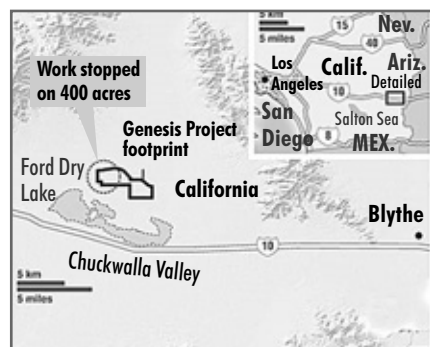 Work stopped
on 400 acres
Genesis Project
footprint
Ford Dry
Lake
California
Blythe
10
Chuckwalla Valley
5 km
5 miles
5 km
5 miles
15
Nev.
40
Los
Angeles
Calif.
Ariz.
Detailed
10
San
Diego
Salton Sea
8
MEX.